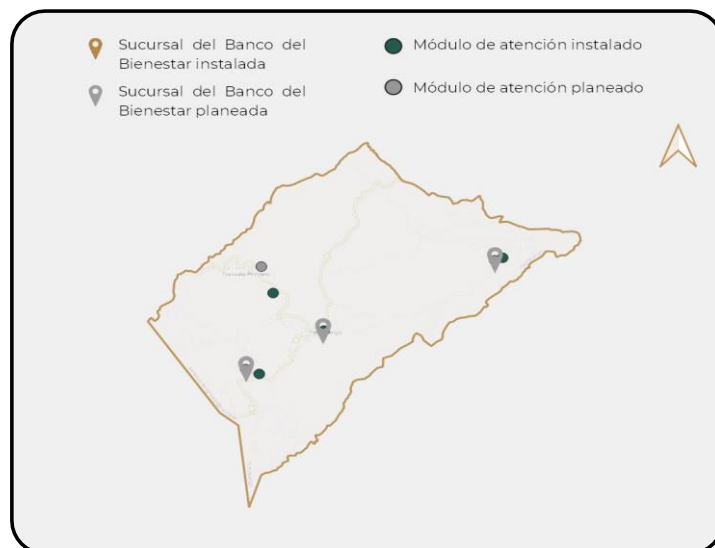 Sucursal del Banco del
Bienestar instalada
Sucursal del Banco del
Bienestar planeada
Módulo de atención instalado
Módulo de atención planeado